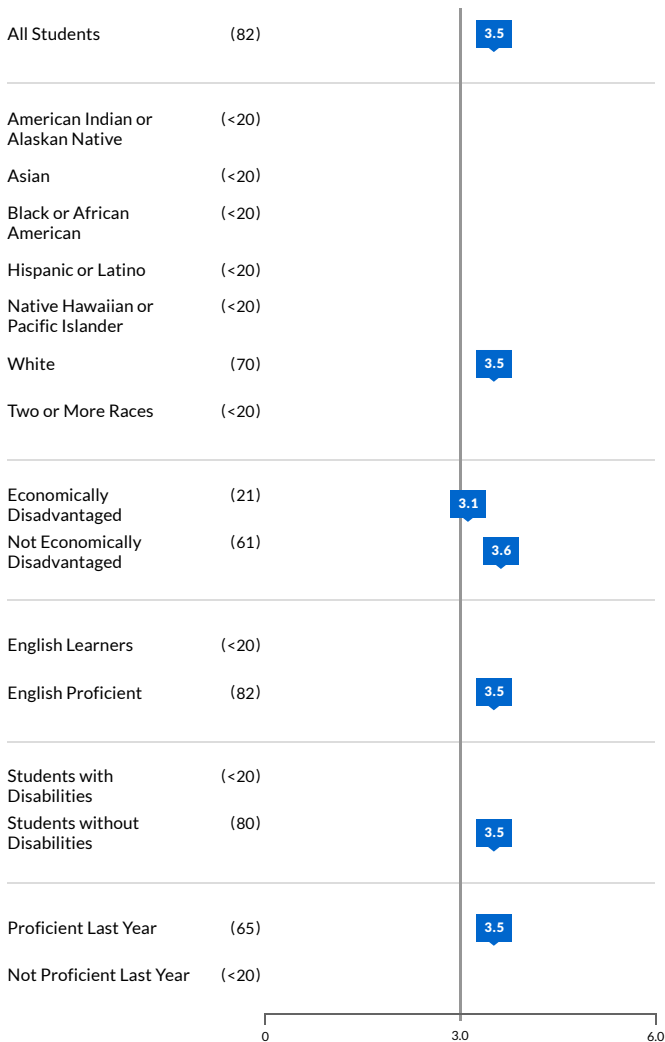 All Students (82) 3.5
American Indian or (<20)
Alaskan Native
Asian (<20)
Black or African (<20)
American
Hispanic or Latino (<20)
Native Hawaiian or (<20)
Pacific Islander
White (70) 3.5
Two or More Races (<20)
Economically (21) 3.1
Disadvantaged
Not Economically (61) 3.6
Disadvantaged
English Learners (<20)
English Proficient (82) 3.5
Students with (<20)
Disabilities
Students without (80) 3.5
Disabilities
Proficient Last Year (65) 3.5
Not Proficient Last Year (<20)
0 3.0 6.0